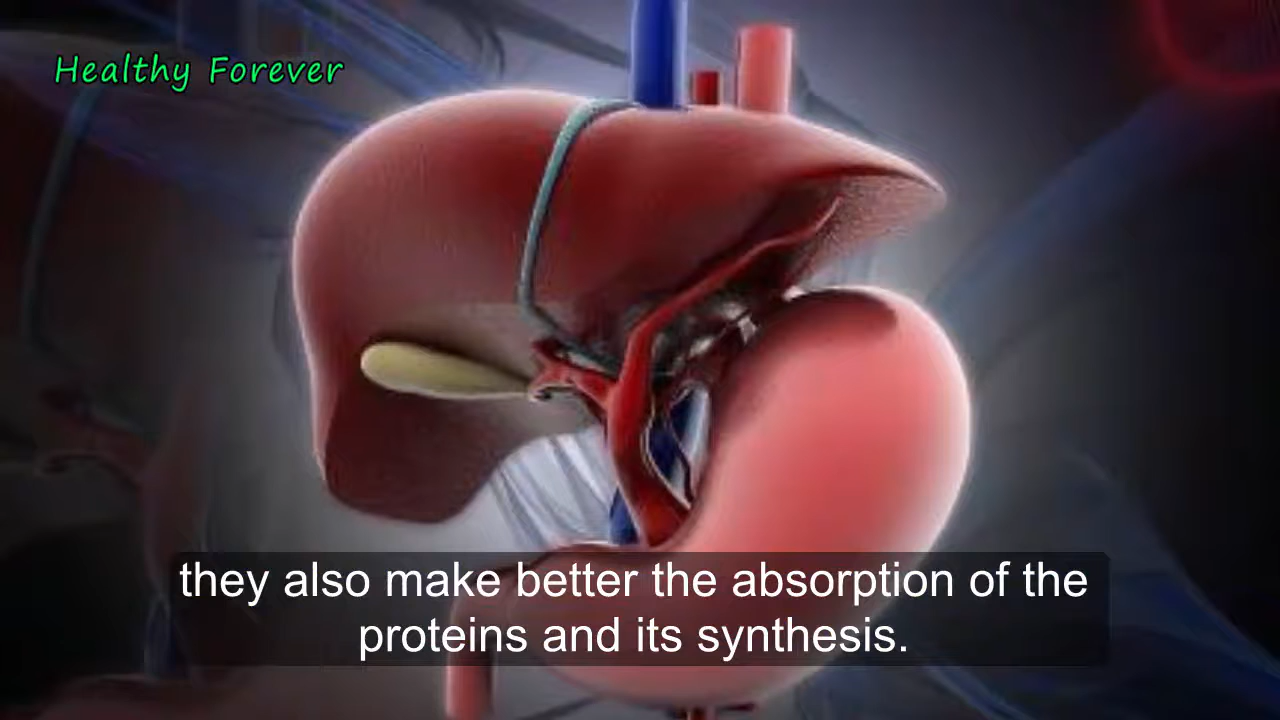 Healthy Forever
they also make better the absorption of the
proteins and its synthesis.